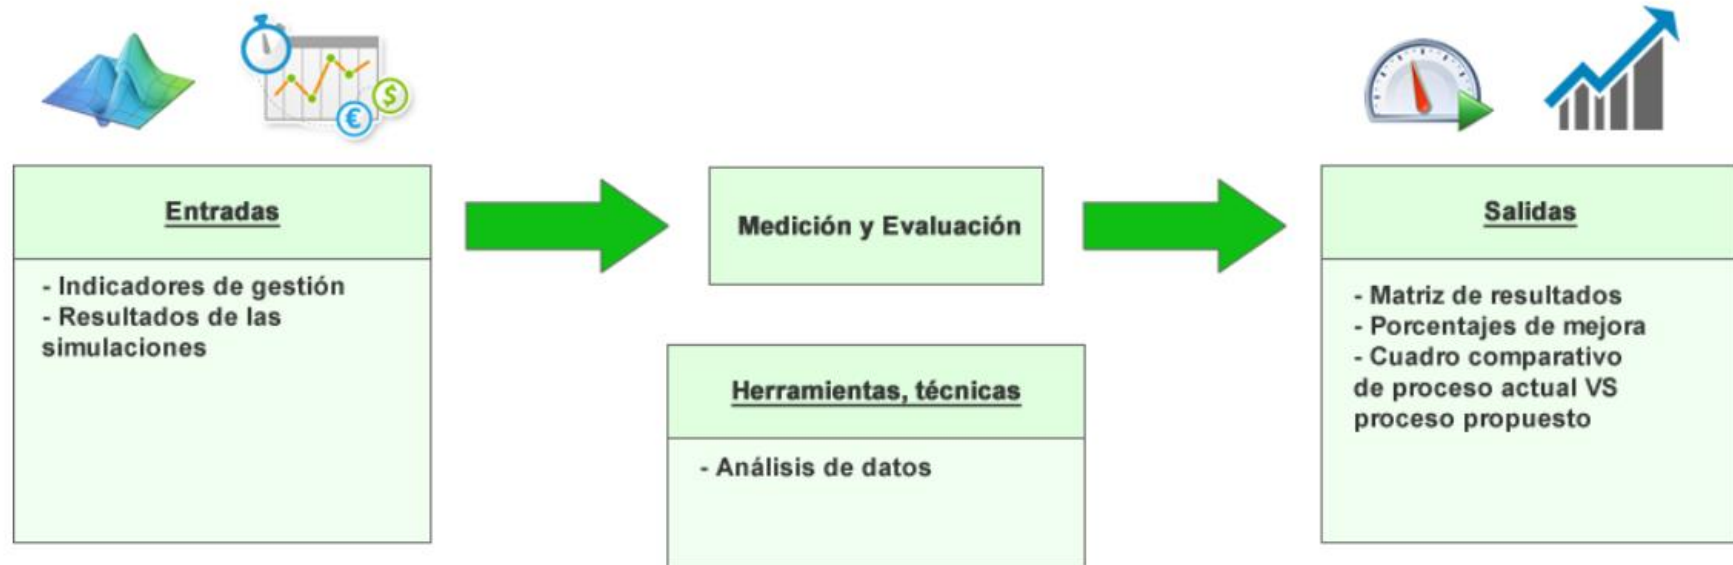 $
€
Entradas
- Indicadores de gestión
- Resultados de las
simulaciones
Medición y Evaluación
Herramientas, técnicas
- Análisis de datos
Salidas
- Matriz de resultados
- Porcentajes de mejora
- Cuadro comparativo
de proceso actual VS
proceso propuesto